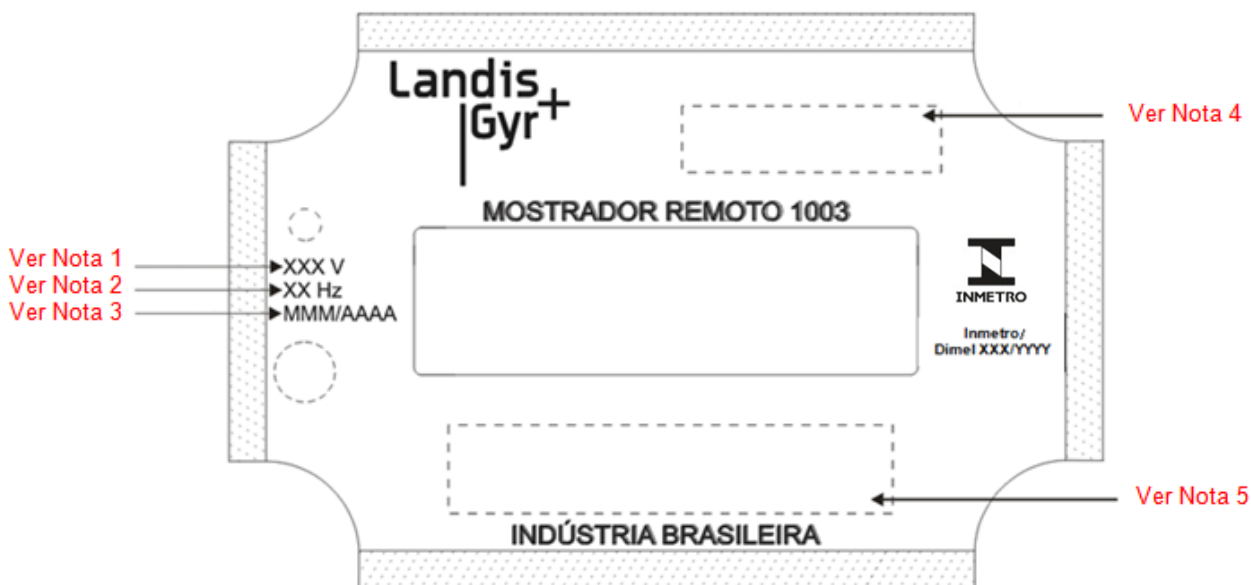 Landis
Gyr+
Ver Nota 4
MOSTRADOR REMOTO 1003
Ver Nota 1
XXX V
Ver Nota 2
XX Hz
Ver Nota 3
MMM/AAAA
INMETRO
Inmetro/
Dimel XXX/YYYY
Ver Nota 5
INDÚSTRIA BRASILEIRA